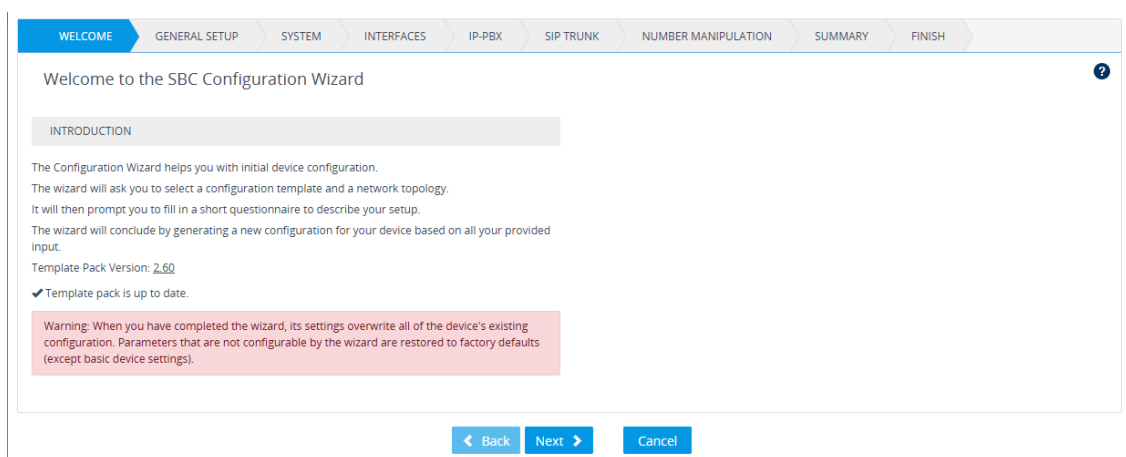 WELCOME
GENERAL SETUP
SYSTEM
INTERFACES
IP-PBX
SIP TRUNK
NUMBER MANIPULATION
SUMMARY
FINISH
Welcome to the SBC Configuration Wizard
?
INTRODUCTION
The Configuration Wizard helps you with initial device configuration.
The wizard will ask you to select a configuration template and a network topology.
It will then prompt you to fill in a short questionnaire to describe your setup.
The wizard will conclude by generating a new configuration for your device based on all your provided
input.
Template Pack Version: 2.60
✔ Template pack is up to date.
Warning: When you have completed the wizard, its settings overwrite all of the device's existing
configuration. Parameters that are not configurable by the wizard are restored to factory defaults
(except basic device settings).
Back
Next
Cancel